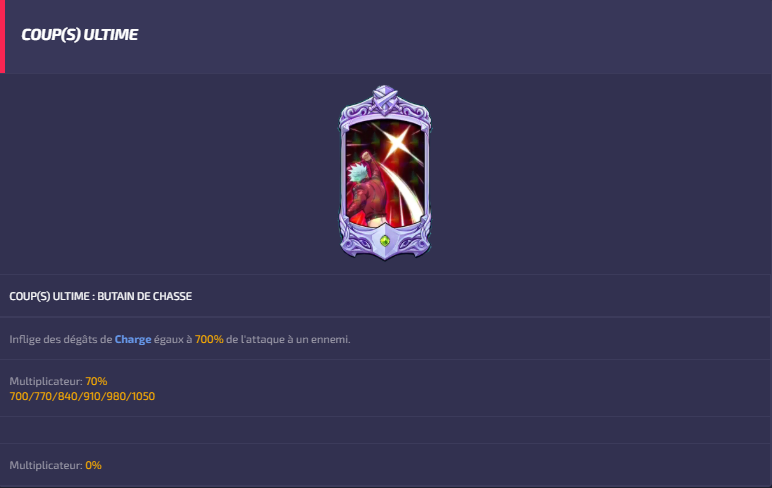 COUP(S) ULTIME
COUP(S) ULTIME : BUTAIN DE CHASSE
Inflige des dégâts de Charge égaux à 700% de l'attaque à un ennemi.
Multiplicateur: 70%
700/770/840/910/980/1050
Multiplicateur: 0%